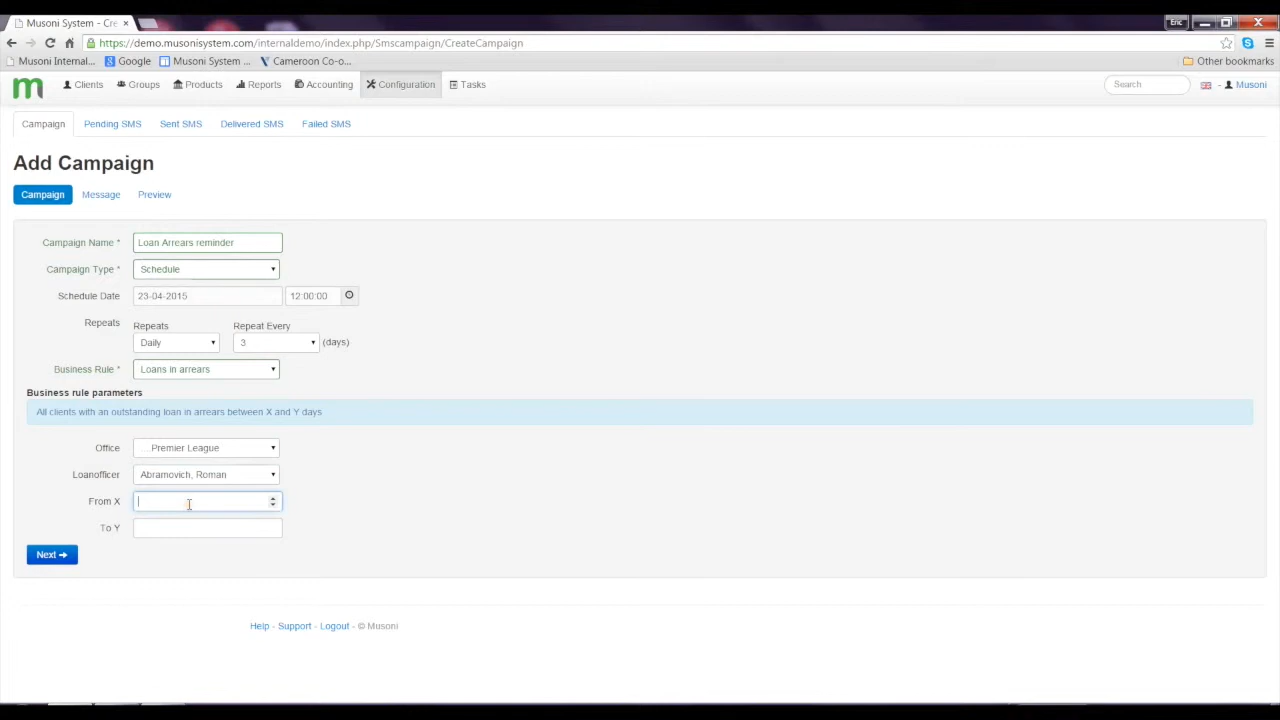 Musoni System - Cre
Eric
https://demo.musonisystem.com/internaldemo/index.php/Smscampaign/CreateCampaign
Musoni Internal... Google Musoni System ... Cameroon Co-o... Other bookmarks
m Clients Groups Products Reports Accounting Configuration Tasks Search - Musoni
Campaign Pending SMS Sent SMS Delivered SMS Failed SMS
Add Campaign
Campaign Message Preview
Campaign Name * Loan Arrears reminder
Campaign Type * Schedule
Schedule Date 23-04-2015 12:00:00
Repeats Repeats Repeat Every
Daily 3 (days)
Business Rule * Loans in arrears
Business rule parameters
All clients with an outstanding loan in arrears between X and Y days
Office ... Premier League
Loanofficer Abramovich, Roman
From X
To Y
Next
Help - Support - Logout - © Musoni